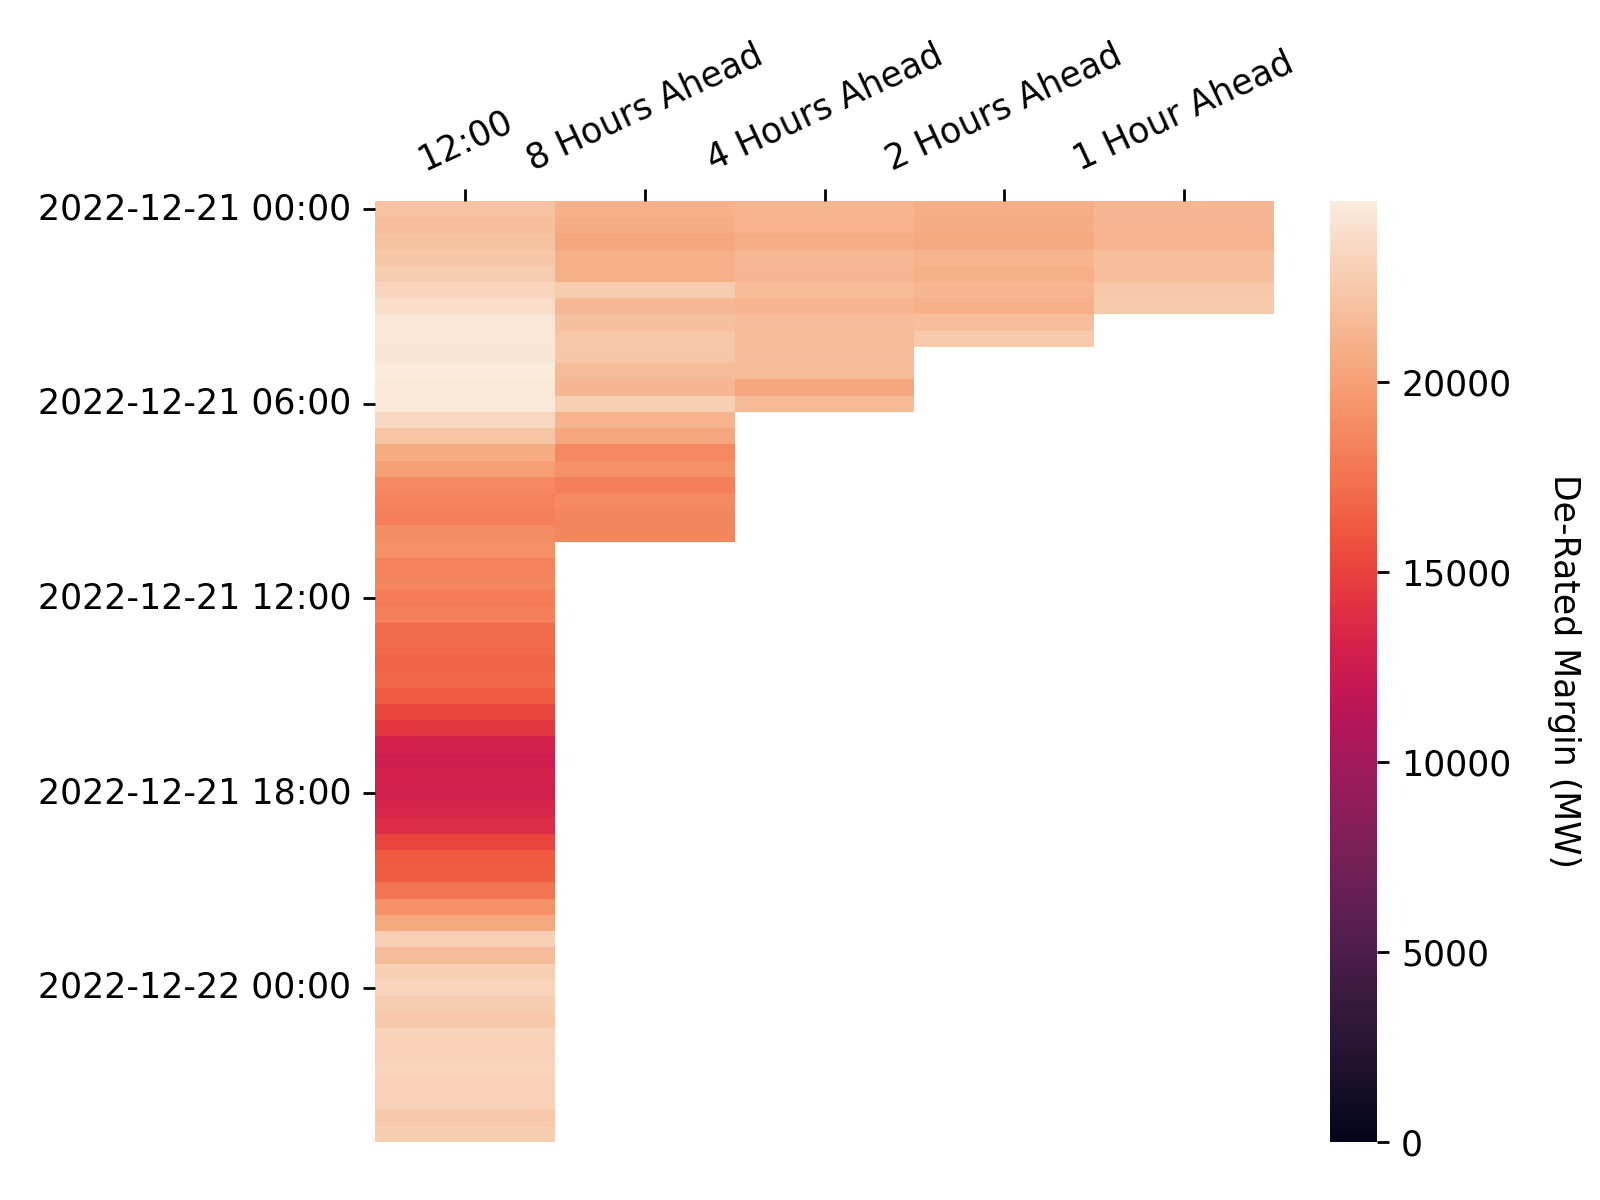 12:00
8 Hours Ahead
4 Hours Ahead
2 Hours Ahead
1 Hour Ahead
2022-12-21 00:00
2022-12-21 06:00
2022-12-21 12:00
2022-12-21 18:00
2022-12-22 00:00
20000
15000
10000
5000
0
De-Rated Margin (MW)